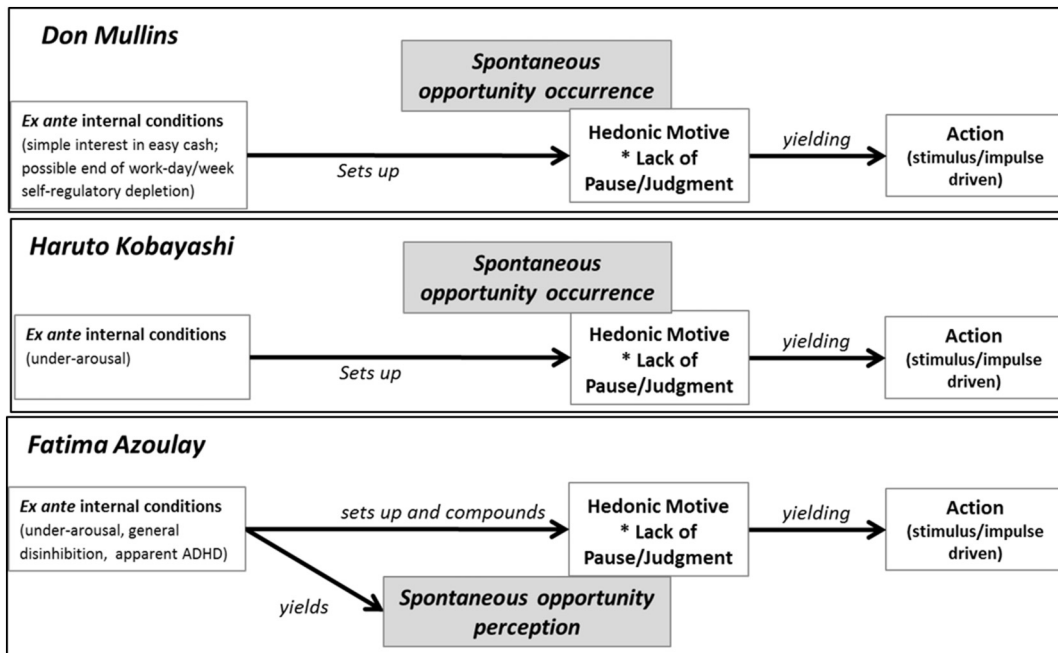 Don Mullins
Spontaneous
opportunity occurrence
Ex ante internal conditions
(simple interest in easy cash;
possible end of work-day/week
self-regulatory depletion)
Sets up
Hedonic Motive
* Lack of
Pause/Judgment
yielding
Action
(stimulus/impulse
driven)
Haruto Kobayashi
Spontaneous
opportunity occurrence
Ex ante internal conditions
(under-arousal)
Sets up
Hedonic Motive
* Lack of
Pause/Judgment
yielding
Action
(stimulus/impulse
driven)
Fatima Azoulay
Ex ante internal conditions
(under-arousal, general
disinhibition, apparent ADHD)
sets up and compounds
Hedonic Motive
* Lack of
Pause/Judgment
yielding
Action
(stimulus/impulse
driven)
yields
Spontaneous opportunity
perception